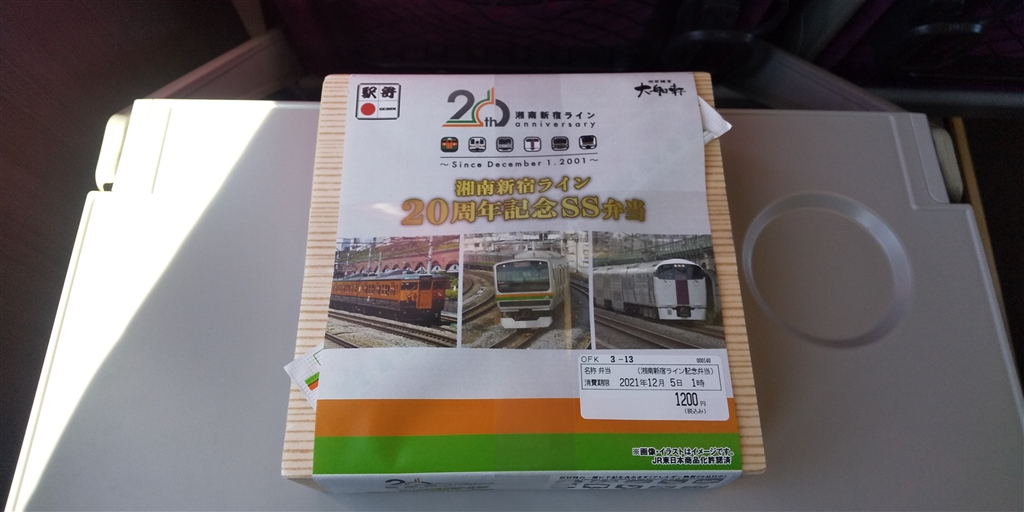 駅弁
20th 湘南新宿ライン
anniversary
～Since December 1.2001～
湘南新宿ライン
20周年記念SS弁当
大船軒
OFK 3-13 000140
名称 弁当 (湘南新宿ライン記念弁当)
消費期限 2021年12月 5日 1時
1200円
(税込み)
※画像・イラストはイメージです。
JR東日本商品化許諾済
20th